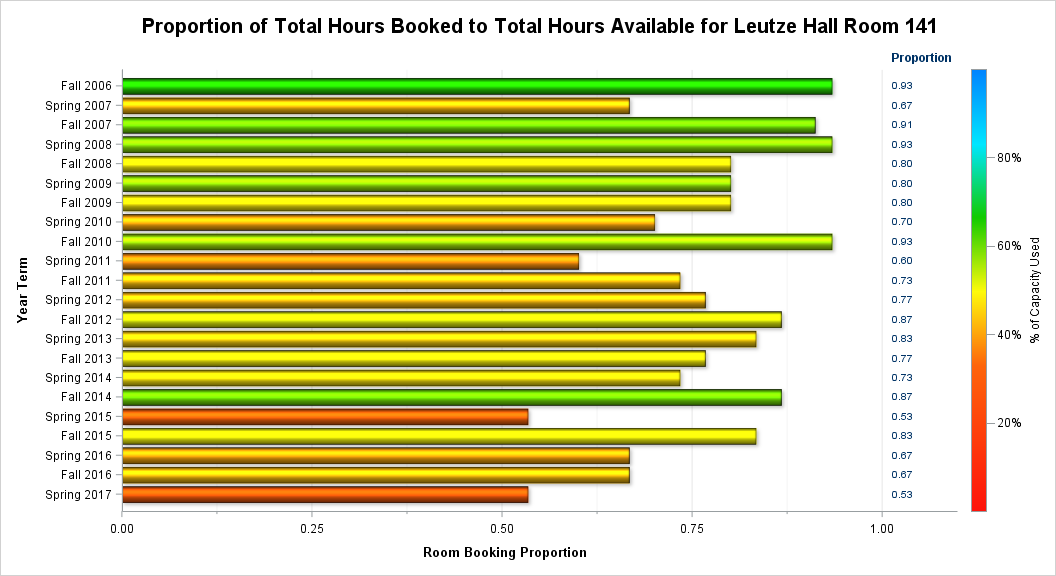 Proportion of Total Hours Booked to Total Hours Available for Leutze Hall Room 141
Proportion
Fall 2006 0.93
Spring 2007 0.67
Fall 2007 0.91
Spring 2008 0.93
Fall 2008 0.80
Spring 2009 0.80
Fall 2009 0.80
Spring 2010 0.70
Fall 2010 0.93
Spring 2011 0.60
Fall 2011 0.73
Spring 2012 0.77
Fall 2012 0.87
Spring 2013 0.83
Fall 2013 0.77
Spring 2014 0.73
Fall 2014 0.87
Spring 2015 0.53
Fall 2015 0.83
Spring 2016 0.67
Fall 2016 0.67
Spring 2017 0.53
Year Term
80%
60%
40%
20%
% of Capacity Used
0.00 0.25 0.50 0.75 1.00
Room Booking Proportion